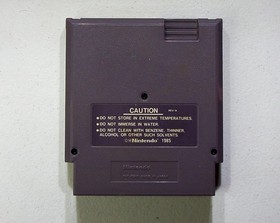 CAUTION
●DO NOT STORE IN EXTREME TEMPERATURES.
●DO NOT IMMERSE IN WATER.
●DO NOT CLEAN WITH BENZENE, THINNER,
ALCOHOL OR OTHER SUCH SOLVENTS.
©Nintendo 1985